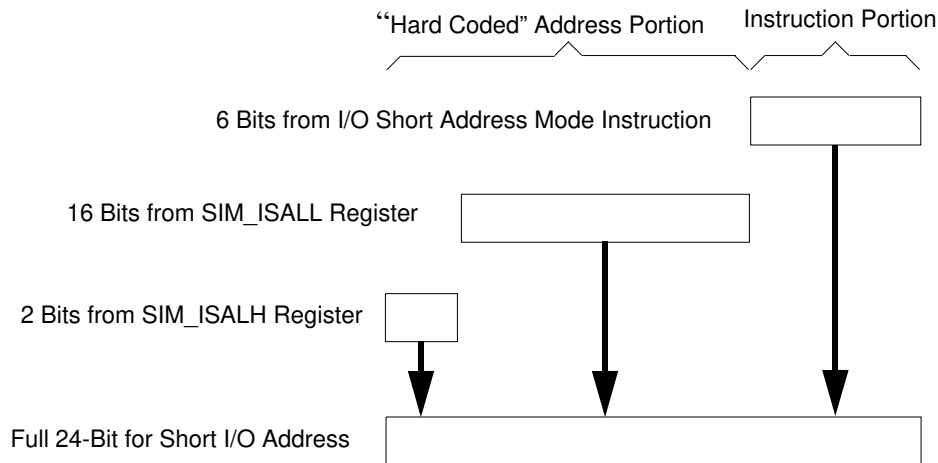 “Hard Coded” Address Portion
Instruction Portion
6 Bits from I/O Short Address Mode Instruction
16 Bits from SIM_ISALL Register
2 Bits from SIM_ISALH Register
Full 24-Bit for Short I/O Address